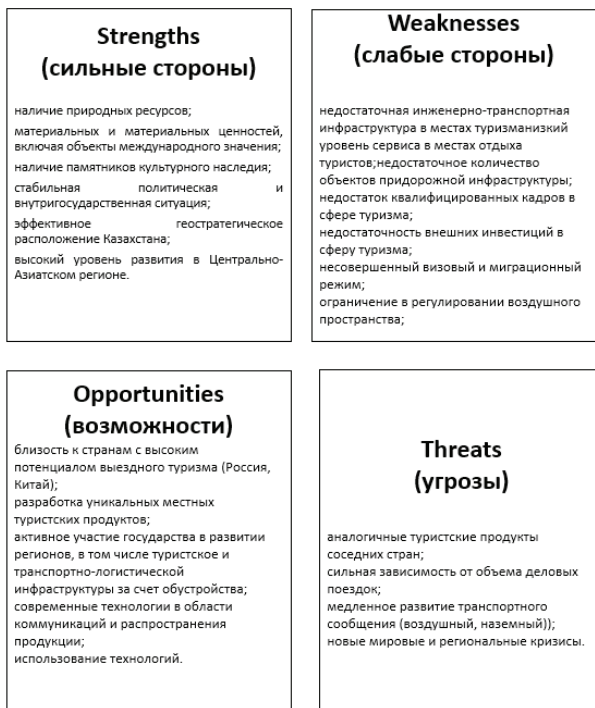 Strengths
(сильные стороны)
наличие природных ресурсов;
материальных и материальных ценностей,
включая объекты международного значения;
наличие памятников культурного наследия;
стабильная политическая и
внутригосударственная ситуация;
эффективное геостратегическое
расположение Казахстана;
высокий уровень развития в Центрально-
Азиатском регионе.
Weaknesses
(слабые стороны)
недостаточная инженерно-транспортная
инфраструктура в местах туризманизкий
уровень сервиса в местах отдыха
туристов;недостаточное количество
объектов придорожной инфраструктуры;
недостаток квалифицированных кадров в
сфере туризма;
недостаточность внешних инвестиций в
сферу туризма;
несовершенный визовый и миграционный
режим;
ограничение в регулировании воздушного
пространства;
Opportunities
(возможности)
близость к странам с высоким
потенциалом выездного туризма (Россия,
Китай);
разработка уникальных местных
туристских продуктов;
активное участие государства в развитии
регионов, в том числе туристское и
транспортно-логистической
инфраструктуры за счет обустройства;
современные технологии в области
коммуникаций и распространения
продукции;
использование технологий.
Threats
(угрозы)
аналогичные туристские продукты
соседних стран;
сильная зависимость от объема деловых
поездок;
медленное развитие транспортного
сообщения (воздушный, наземный));
новые мировые и региональные кризисы.